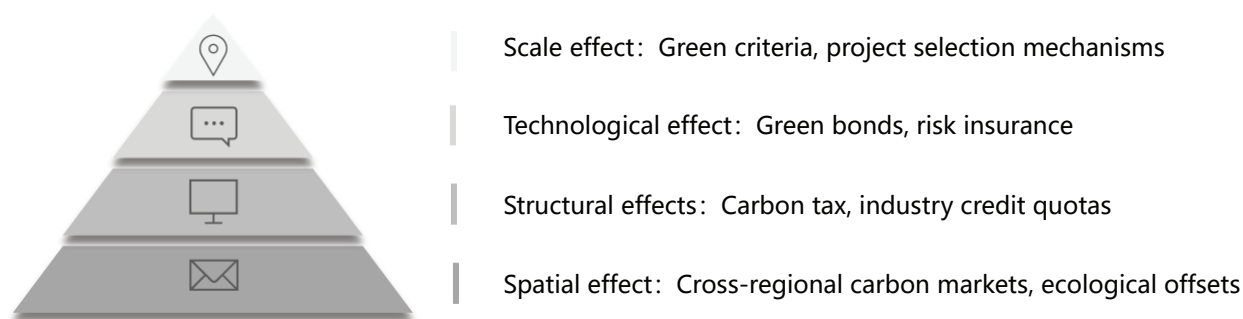 Scale effect：Green criteria, project selection mechanisms
Technological effect：Green bonds, risk insurance
Structural effects：Carbon tax, industry credit quotas
Spatial effect：Cross-regional carbon markets, ecological offsets